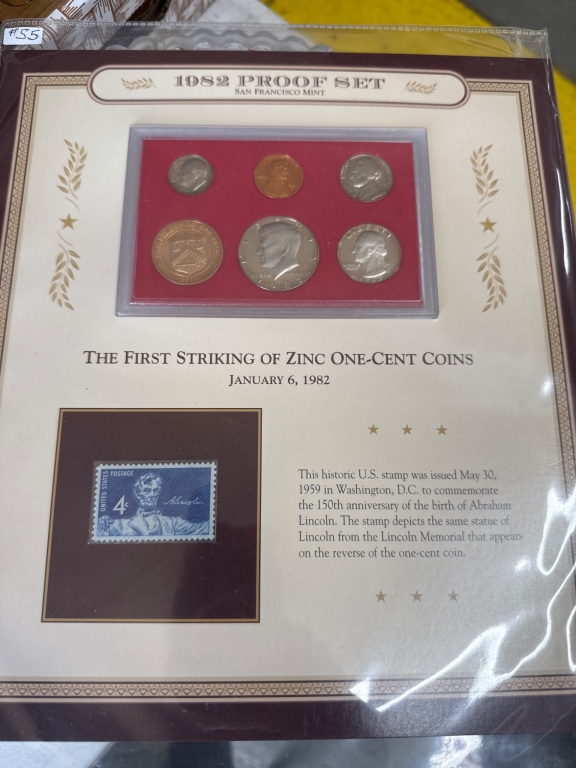 $55
1982 PROOF SET
SAN FRANCISCO MINT
LIBERTY
THE FIRST STRIKING OF ZINC ONE-CENT COINS
JANUARY 6, 1982
UNITED STATES POSTAGE
4¢
A. Lincoln
This historic U.S. stamp was issued May 30,
1959 in Washington, D.C. to commemorate
the 150th anniversary of the birth of Abraham
Lincoln. The stamp depicts the same statue of
Lincoln from the Lincoln Memorial that appears
on the reverse of the one-cent coin.